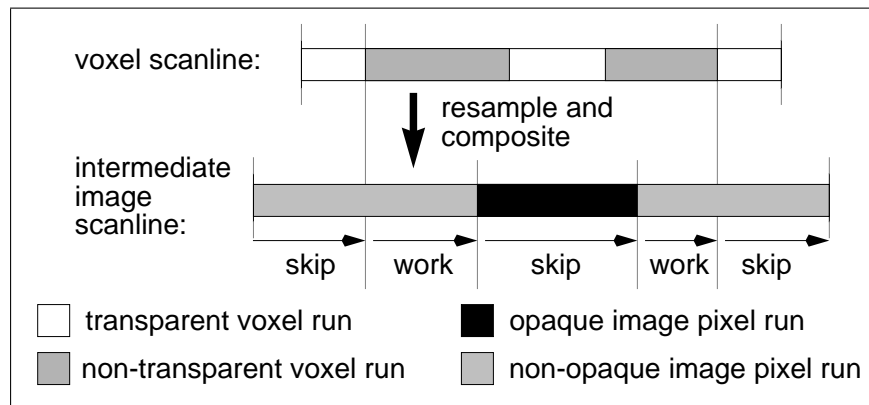 voxel scanline:
resample and
composite
intermediate
image
scanline:
skip work skip work skip
transparent voxel run opaque image pixel run
non-transparent voxel run non-opaque image pixel run